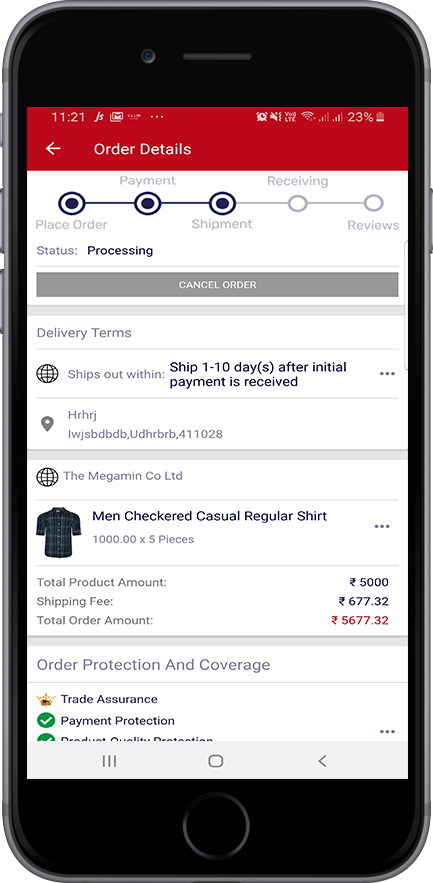 11:21 CLUB ... Vo)) LTE 23%
Order Details
Payment Receiving
Place Order Shipment Reviews
Status: Processing
CANCEL ORDER
Delivery Terms
Ships out within: Ship 1-10 day(s) after initial
payment is received
Hrhrj
Iwjsbdbdb,Udhrbrb,411028
The Megamin Co Ltd
Men Checkered Casual Regular Shirt
1000.00 x 5 Pieces
Total Product Amount: ₹ 5000
Shipping Fee: ₹ 677.32
Total Order Amount: ₹ 5677.32
Order Protection And Coverage
Trade Assurance
Payment Protection
Product Quality Protection